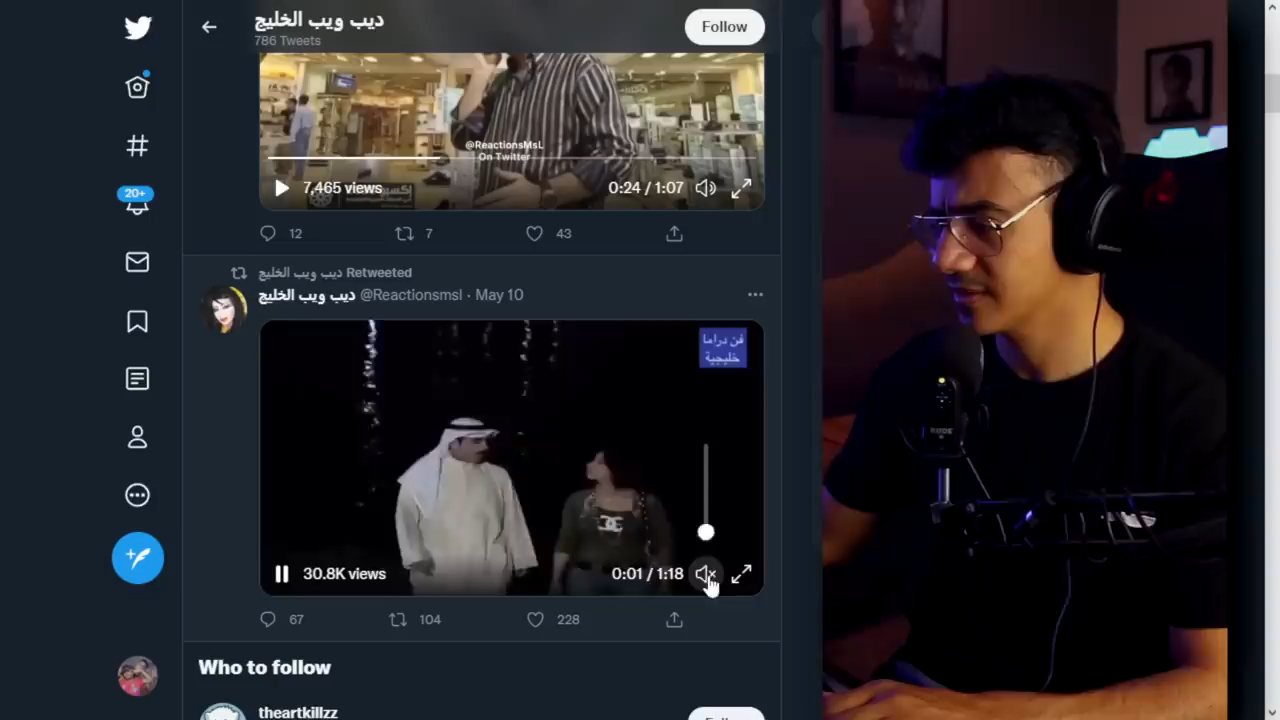 ديب ويب الخليج
786 Tweets
Follow
@ReactionsMsL
On Twitter
7,465 views
0:24 / 1:07
12
7
43
20+
ديب ويب الخليج Retweeted
ديب ويب الخليج @Reactionsmsl · May 10
فن دراما
خليجية
30.8K views
0:01 / 1:18
67
104
228
Who to follow
theartkillzz